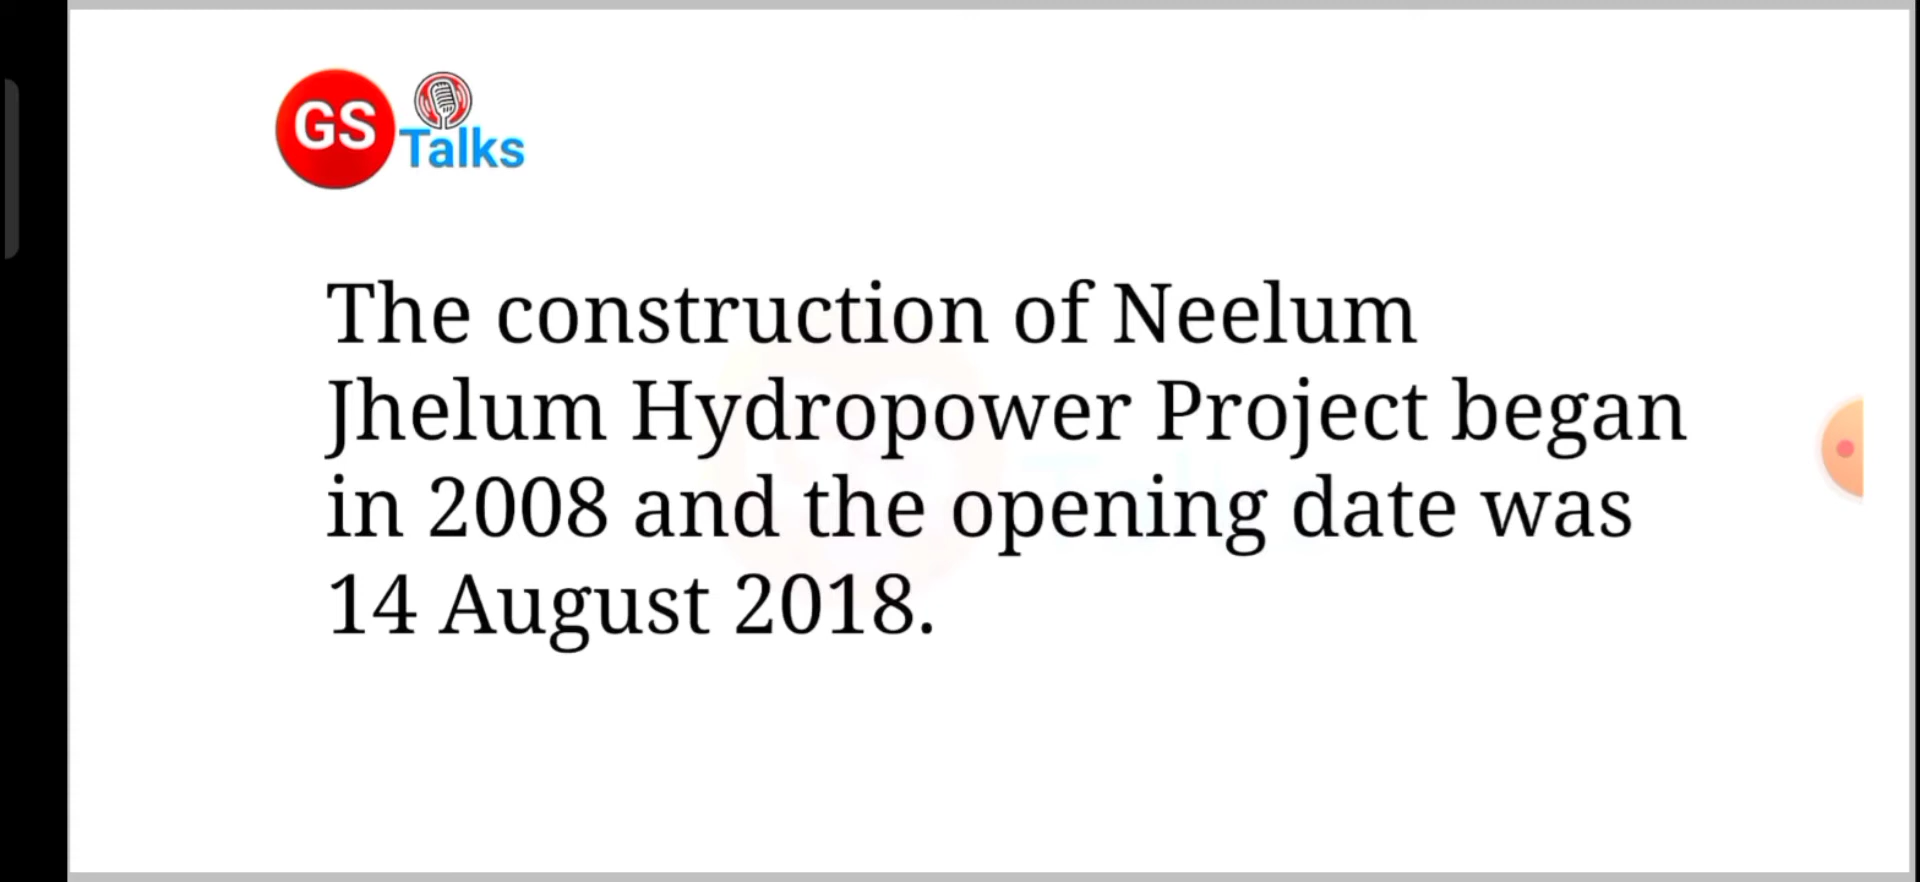 GS
Talks
The construction of Neelum
Jhelum Hydropower Project began
in 2008 and the opening date was
14 August 2018.